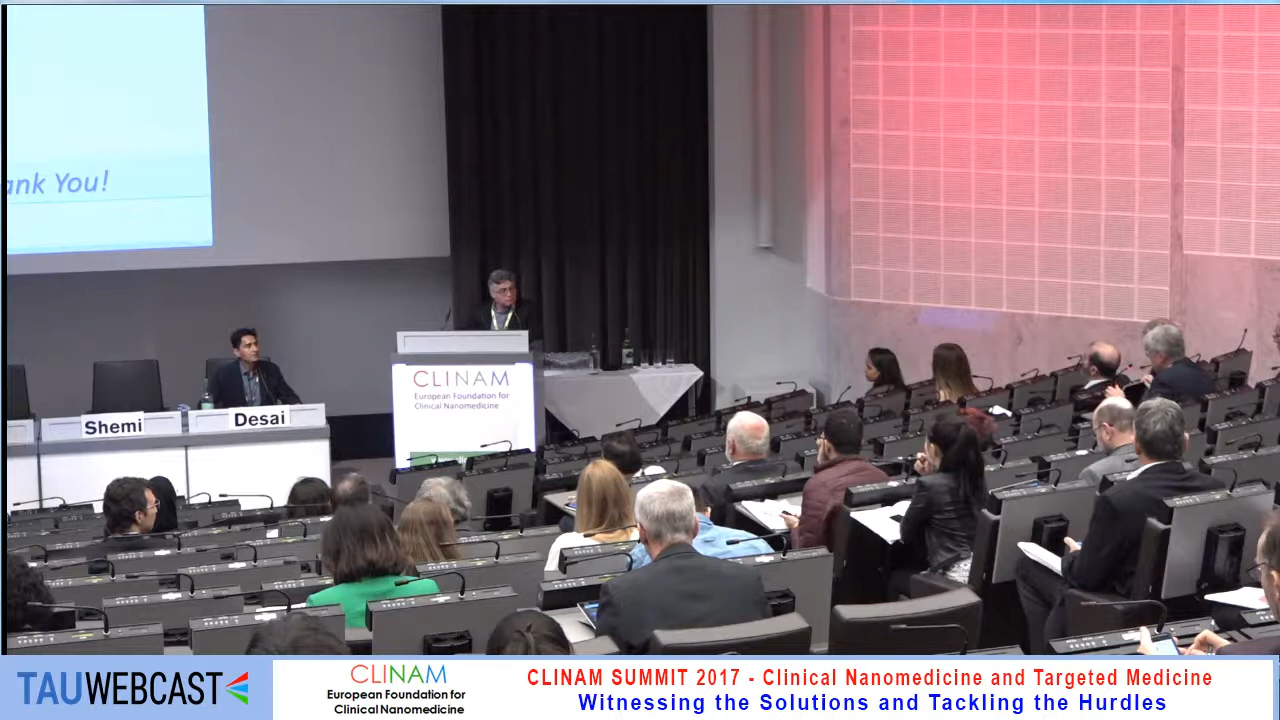 ank You!
CLINAM
European Foundation for
Clinical Nanomedicine
Shemi
Desai
TAUWEBCAST
CLINAM
European Foundation for
Clinical Nanomedicine
CLINAM SUMMIT 2017 - Clinical Nanomedicine and Targeted Medicine
Witnessing the Solutions and Tackling the Hurdles